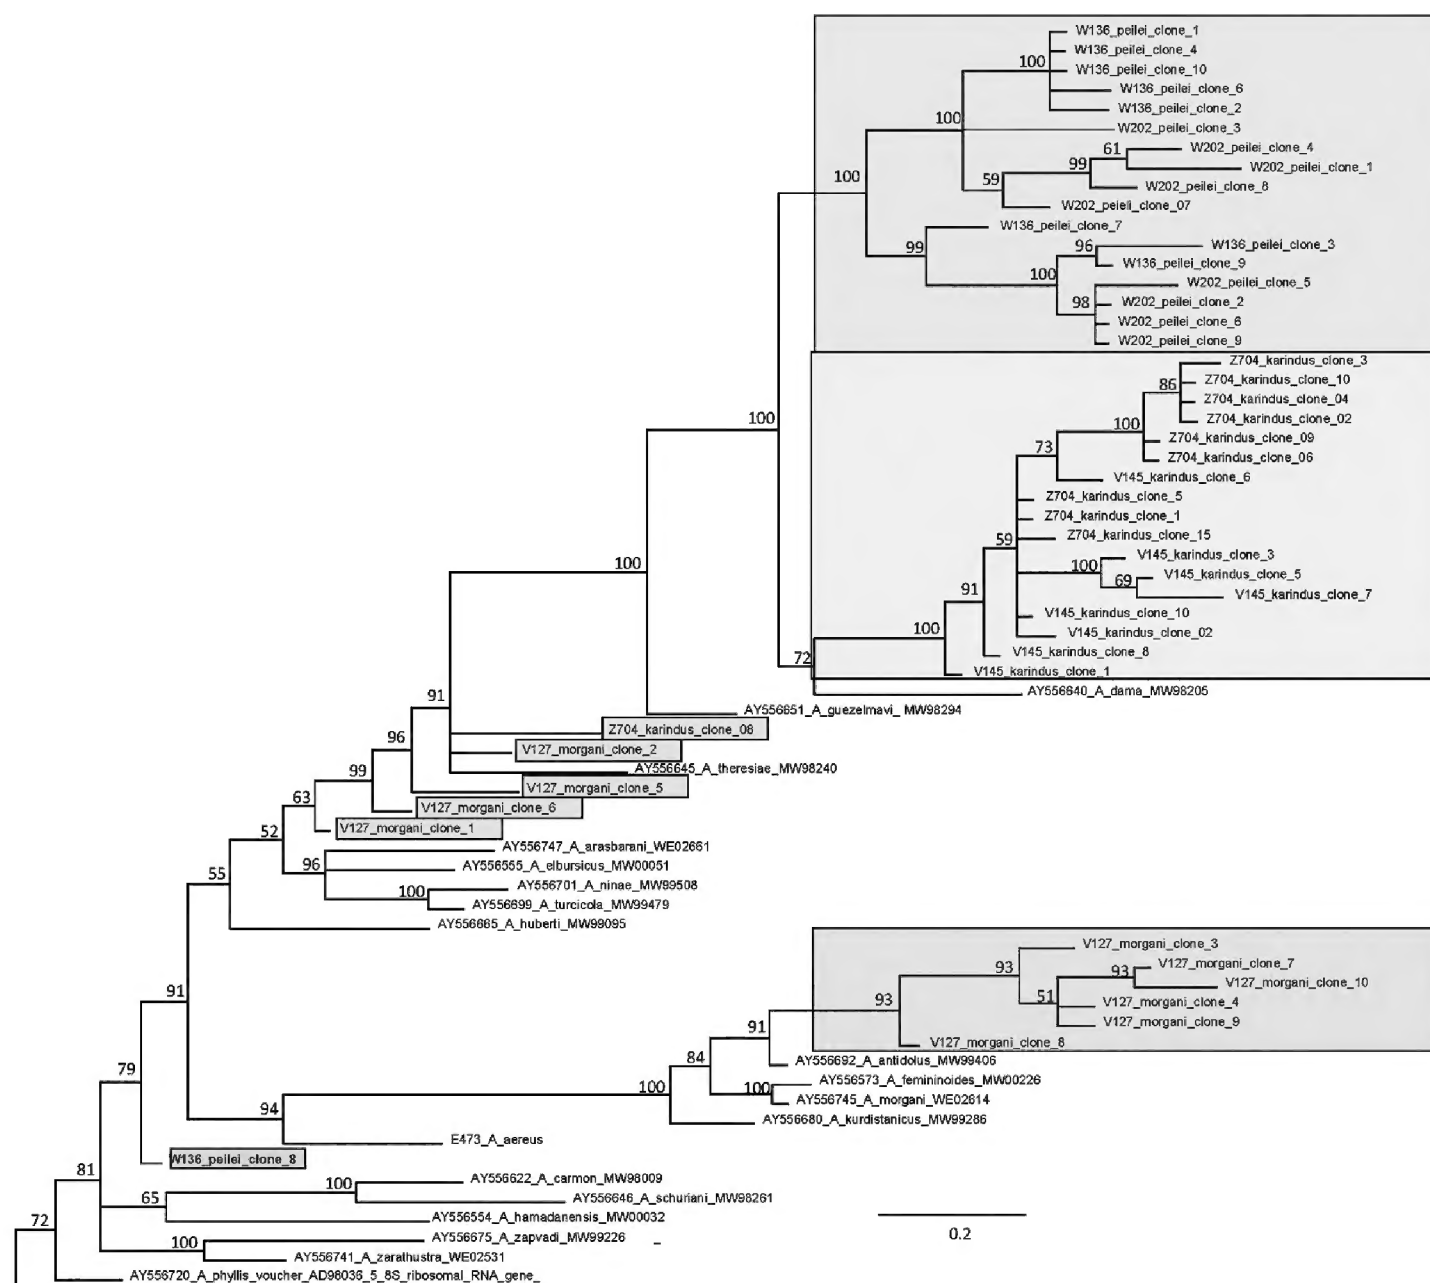 W136_peilei_clone_1
W136_peilei_clone_4
100
W136_peilei_clone_10
W136_peilei_clone_6
W136_peilei_clone_2
100
W202_peilei_clone_3
61
W202_peilei_clone_4
99
W202_peilei_clone_1
100
59
W202_peilei_clone_8
W202_peieli_clone_07
W136_peilei_clone_7
99
96
W136_peilei_clone_3
W136_peilei_clone_9
100
W202_peilei_clone_5
98
W202_peilei_clone_2
W202_peilei_clone_6
W202_peilei_clone_9
Z704_karindus_clone_3
86
Z704_karindus_clone_10
Z704_karindus_clone_04
100
Z704_karindus_clone_02
100
Z704_karindus_clone_09
73
Z704_karindus_clone_06
V145_karindus_clone_6
Z704_karindus_clone_5
Z704_karindus_clone_1
59
Z704_karindus_clone_15
V145_karindus_clone_3
100
100
69
V145_karindus_clone_5
91
V145_karindus_clone_7
V145_karindus_clone_10
100
V145_karindus_clone_02
72
V145_karindus_clone_8
V145_karindus_clone_1
91
AY556640_A_dama_MW98205
AY556651_A_guezelmavi_ MW98294
Z704_karindus_clone_08
96
V127_morgani_clone_2
99
AY556645_A_theresiae_MW98240
V127_morgani_clone_5
63
V127_morgani_clone_6
52
V127_morgani_clone_1
AY556747_A_arasbarani_WE02661
96
AY556555_A_elbursicus_MW00051
55
100
AY556701_A_ninae_MW99508
AY556699_A_turcicola_MW99479
AY556665_A_huberti_MW99095
V127_morgani_clone_3
93
93
V127_morgani_clone_7
91
V127_morgani_clone_10
93
51
V127_morgani_clone_4
V127_morgani_clone_9
91
V127_morgani_clone_8
84
AY556692_A_antidolus_MW99406
79
100
100
AY556573_A_femininoides_MW00226
AY556745_A_morgani_WE02614
94
AY556680_A_kurdistanicus_MW99286
E473_A_aereus
W136_peilei_clone_8
81
100
AY556622_A_carmon_MW98009
65
AY556646_A_schuriani_MW98261
72
AY556554_A_hamadanensis_MW00032
0.2
100
AY556675_A_zapvadi_MW99226 _
AY556741_A_zarathustra_WE02531
AY556720_A_phyllis_voucher_AD98036_5_8S_ribosomal_RNA_gene_